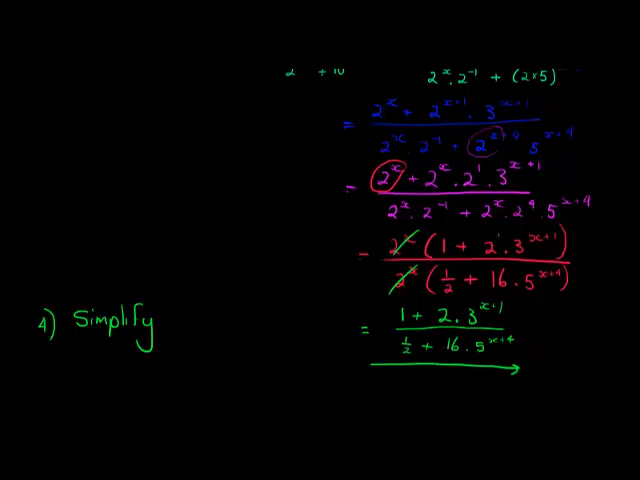 2 + 10
2^x . 2^-1 + (2×5)
= (2^x + 2^(x+1) . 3^(x+1)) / (2^x . 2^-1 + 2^(x+4) 5^(x+4))
= (2^x + 2^x . 2^1 . 3^(x+1)) / (2^x . 2^-1 + 2^x . 2^4 . 5^(x+4))
= 2^x (1 + 2^1 . 3^(x+1)) / 2^x (1/2 + 16 . 5^(x+4))
4) Simplify
= (1 + 2 . 3^(x+1)) / (1/2 + 16 . 5^(x+4))